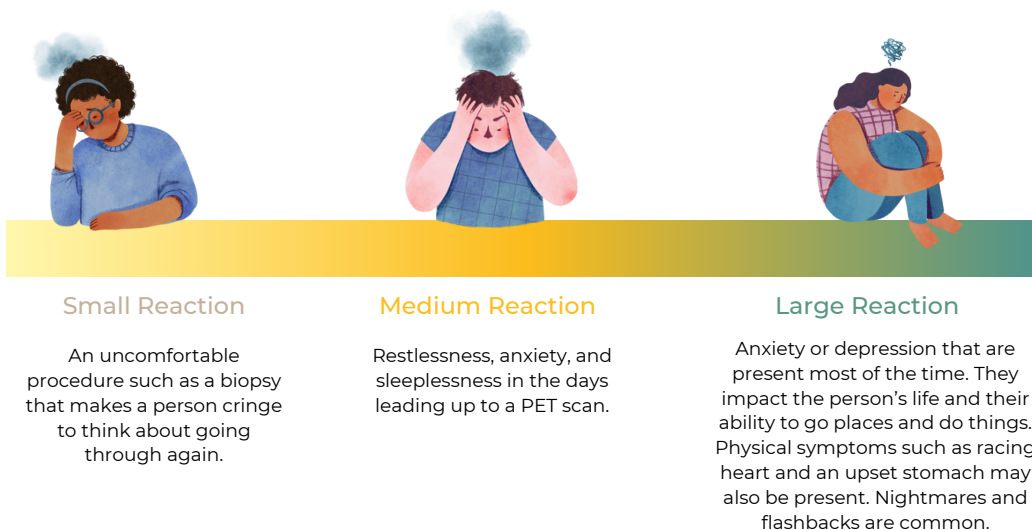 Small Reaction
An uncomfortable
procedure such as a biopsy
that makes a person cringe
to think about going
through again.
Medium Reaction
Restlessness, anxiety, and
sleeplessness in the days
leading up to a PET scan.
Large Reaction
Anxiety or depression that are
present most of the time. They
impact the person’s life and their
ability to go places and do things.
Physical symptoms such as racing
heart and an upset stomach may
also be present. Nightmares and
flashbacks are common.